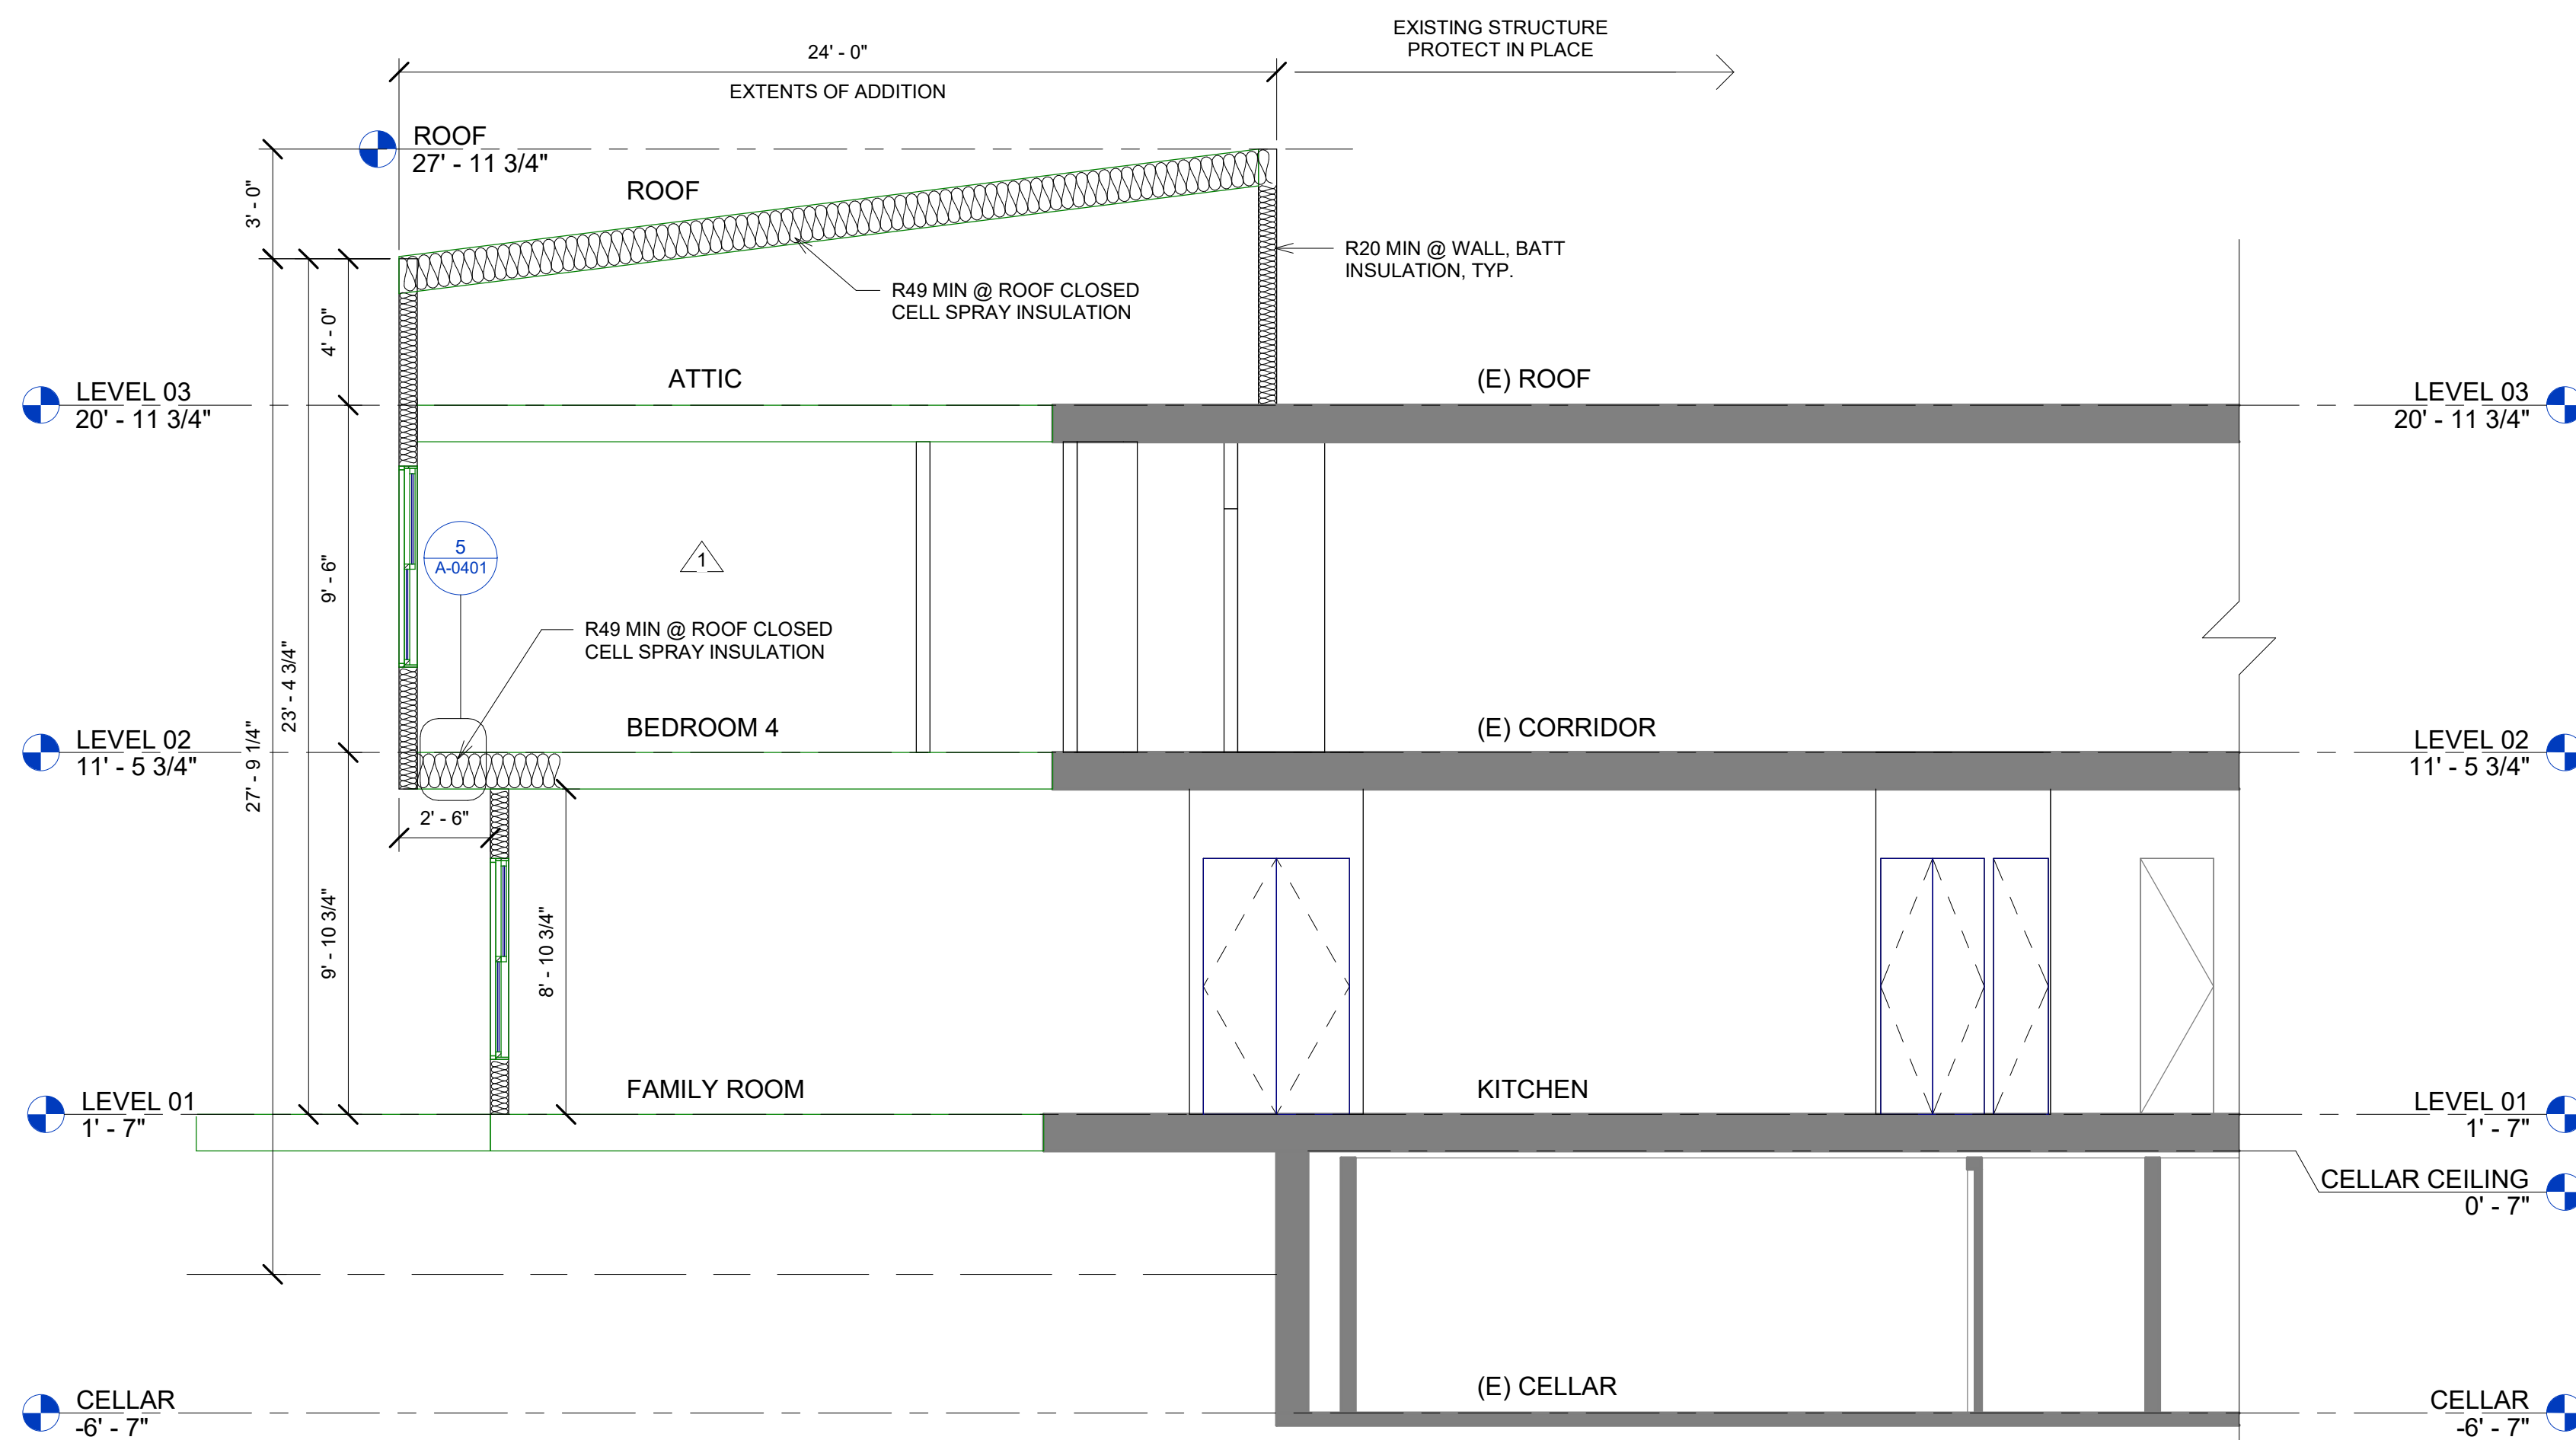 EXISTING STRUCTURE
PROTECT IN PLACE
24' - 0"
EXTENTS OF ADDITION
ROOF
27' - 11 3/4"
ROOF
3' - 0"
R20 MIN @ WALL, BATT
INSULATION, TYP.
R49 MIN @ ROOF CLOSED
CELL SPRAY INSULATION
4' - 0"
ATTIC
(E) ROOF
LEVEL 03
20' - 11 3/4"
LEVEL 03
20' - 11 3/4"
5
A-0401
1
9' - 6"
R49 MIN @ ROOF CLOSED
CELL SPRAY INSULATION
23' - 4 3/4"
27' - 9 1/4"
BEDROOM 4
(E) CORRIDOR
LEVEL 02
11' - 5 3/4"
LEVEL 02
11' - 5 3/4"
2' - 6"
9' - 10 3/4"
8' - 10 3/4"
FAMILY ROOM
KITCHEN
LEVEL 01
1' - 7"
LEVEL 01
1' - 7"
CELLAR CEILING
0' - 7"
(E) CELLAR
CELLAR
-6' - 7"
CELLAR
-6' - 7"